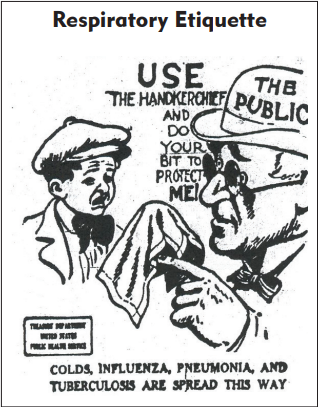 Respiratory Etiquette
USE
THE HANDKERCHIEF
AND
DO
YOUR
BIT TO
PROTECT
ME!
THE
PUBLIC
TREASURY DEPARTMENT
UNITED STATES
PUBLIC HEALTH SERVICE
COLDS, INFLUENZA, PNEUMONIA, AND
TUBERCULOSIS ARE SPREAD THIS WAY